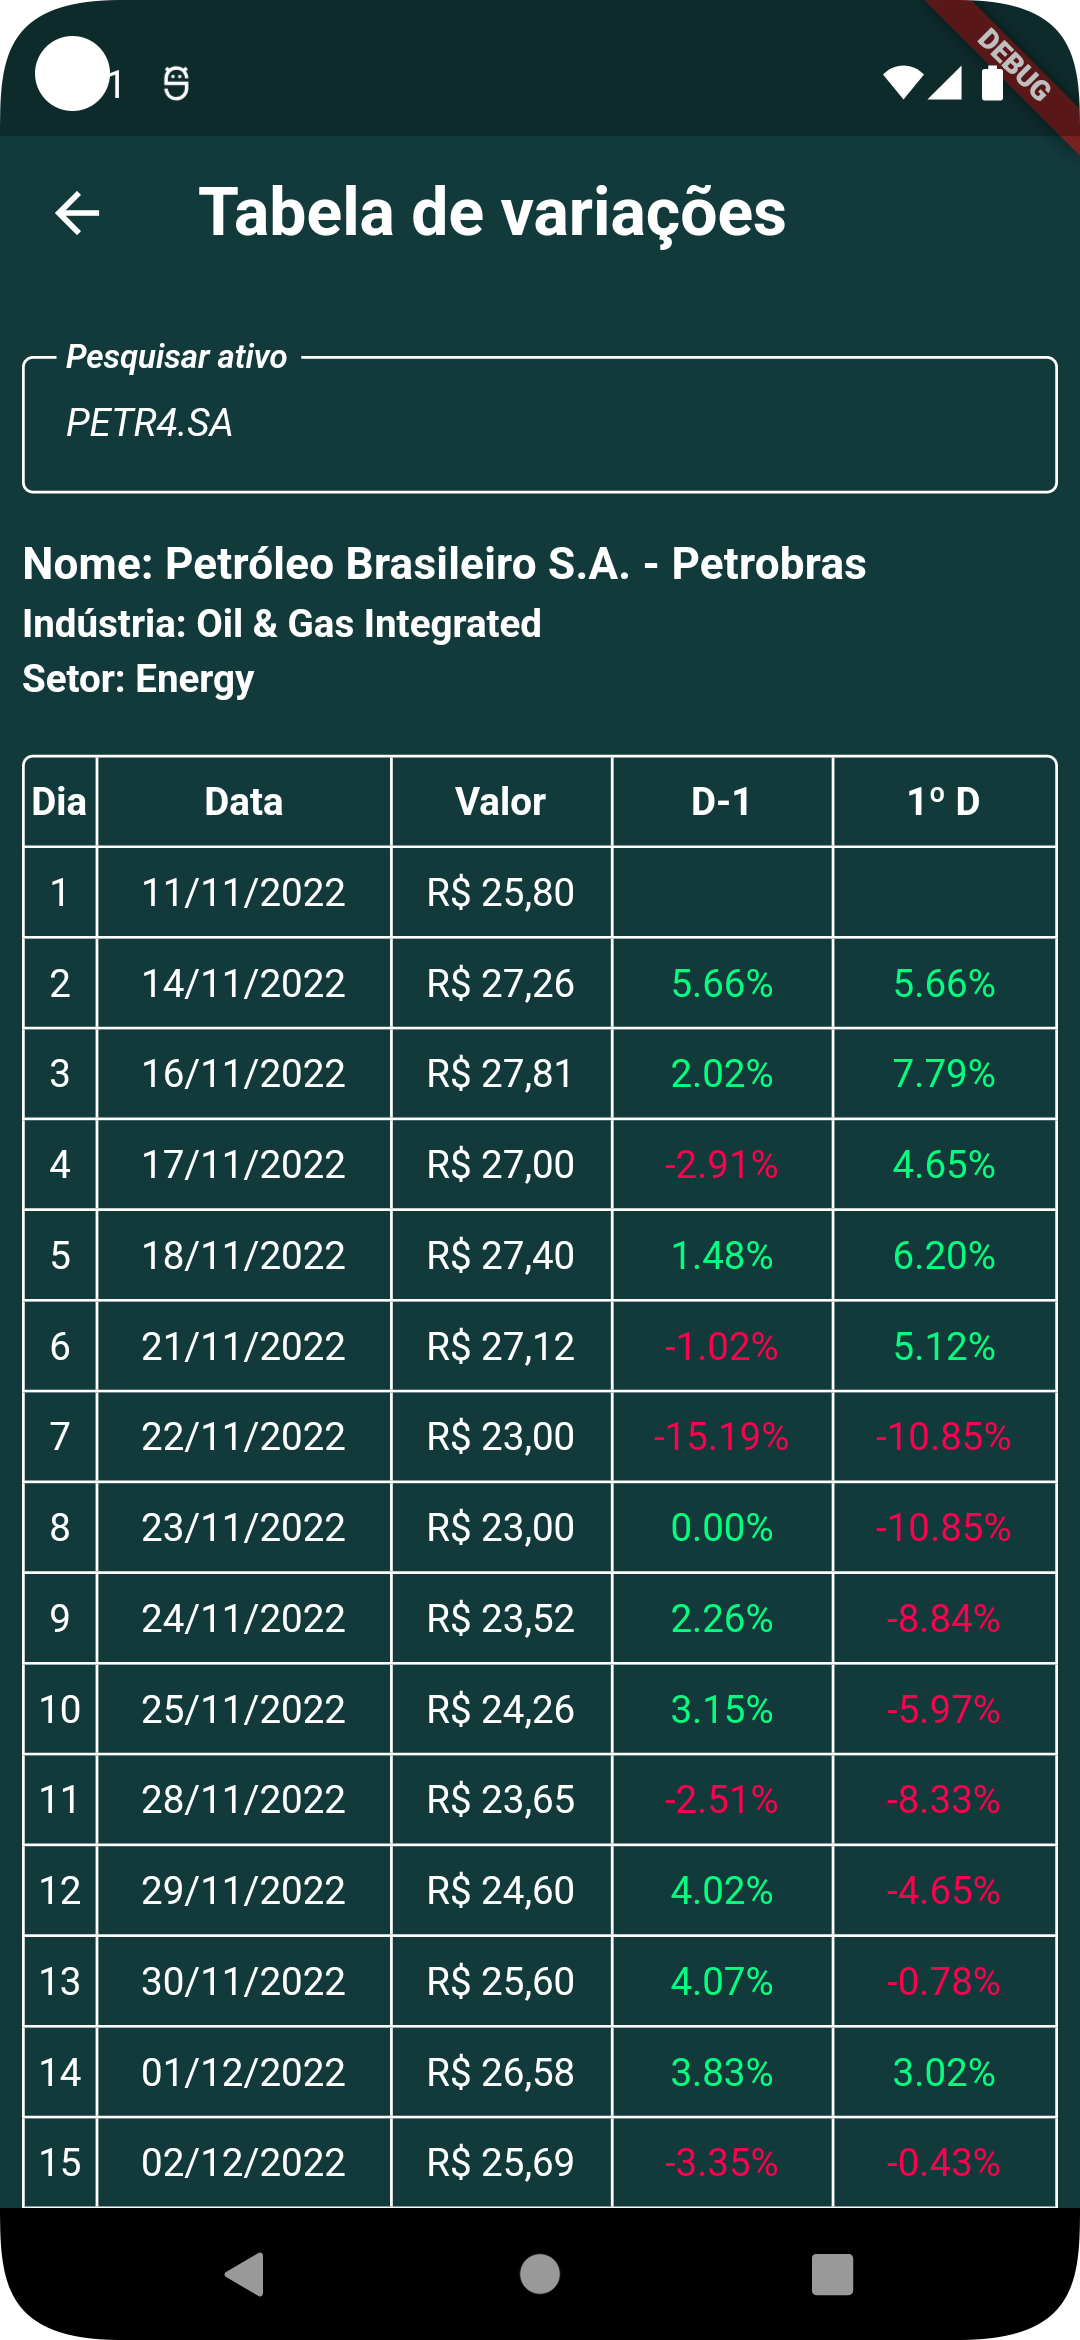 1
DEBUG
Tabela de variações
Pesquisar ativo
PETR4.SA
Nome: Petróleo Brasileiro S.A. - Petrobras
Indústria: Oil & Gas Integrated
Setor: Energy
Dia Data Valor D-1 1º D
1 11/11/2022 R$ 25,80
2 14/11/2022 R$ 27,26 5.66% 5.66%
3 16/11/2022 R$ 27,81 2.02% 7.79%
4 17/11/2022 R$ 27,00 -2.91% 4.65%
5 18/11/2022 R$ 27,40 1.48% 6.20%
6 21/11/2022 R$ 27,12 -1.02% 5.12%
7 22/11/2022 R$ 23,00 -15.19% -10.85%
8 23/11/2022 R$ 23,00 0.00% -10.85%
9 24/11/2022 R$ 23,52 2.26% -8.84%
10 25/11/2022 R$ 24,26 3.15% -5.97%
11 28/11/2022 R$ 23,65 -2.51% -8.33%
12 29/11/2022 R$ 24,60 4.02% -4.65%
13 30/11/2022 R$ 25,60 4.07% -0.78%
14 01/12/2022 R$ 26,58 3.83% 3.02%
15 02/12/2022 R$ 25,69 -3.35% -0.43%